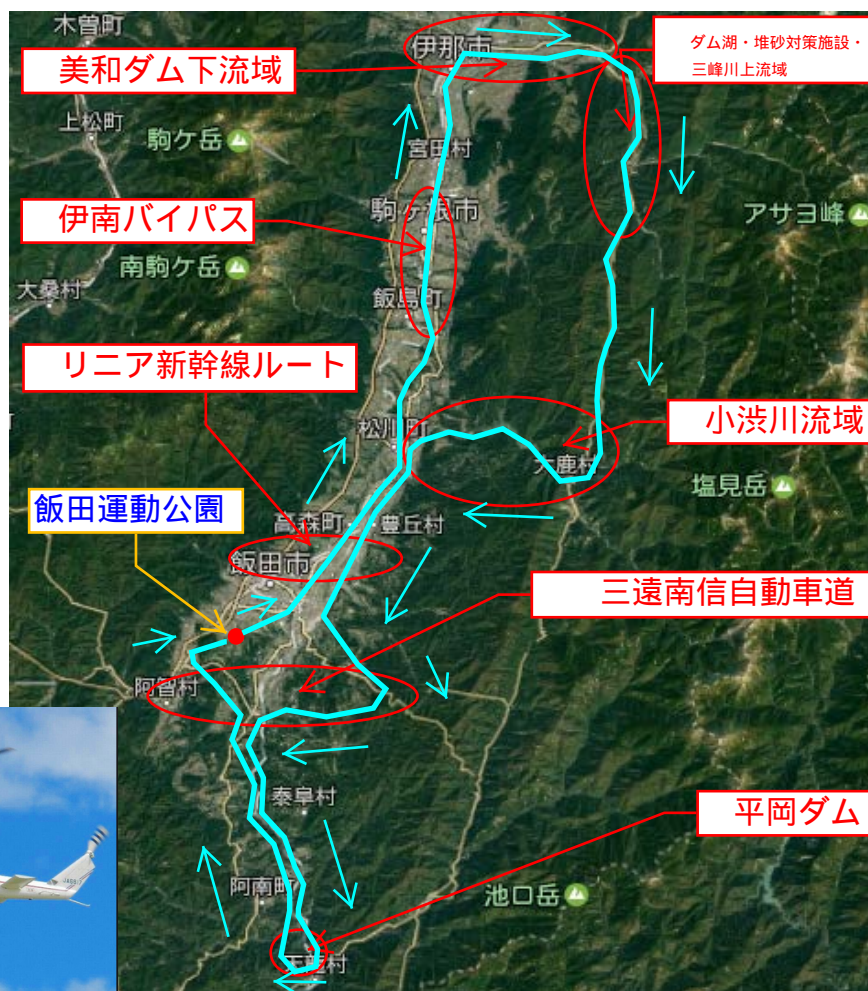 木曽町
伊那市
ダム湖・堆砂対策施設・
三峰川上流域
美和ダム下流域
上松町
駒ケ岳
宮田村
駒ヶ根市
アサヨ峰
伊南バイパス
南駒ケ岳
大桑村
飯島町
リニア新幹線ルート
松川町
小渋川流域
大鹿村
塩見岳
飯田運動公園
高森町
豊丘村
飯田市
三遠南信自動車道
阿智村
泰阜村
平岡ダム
阿南町
池口岳
天龍村